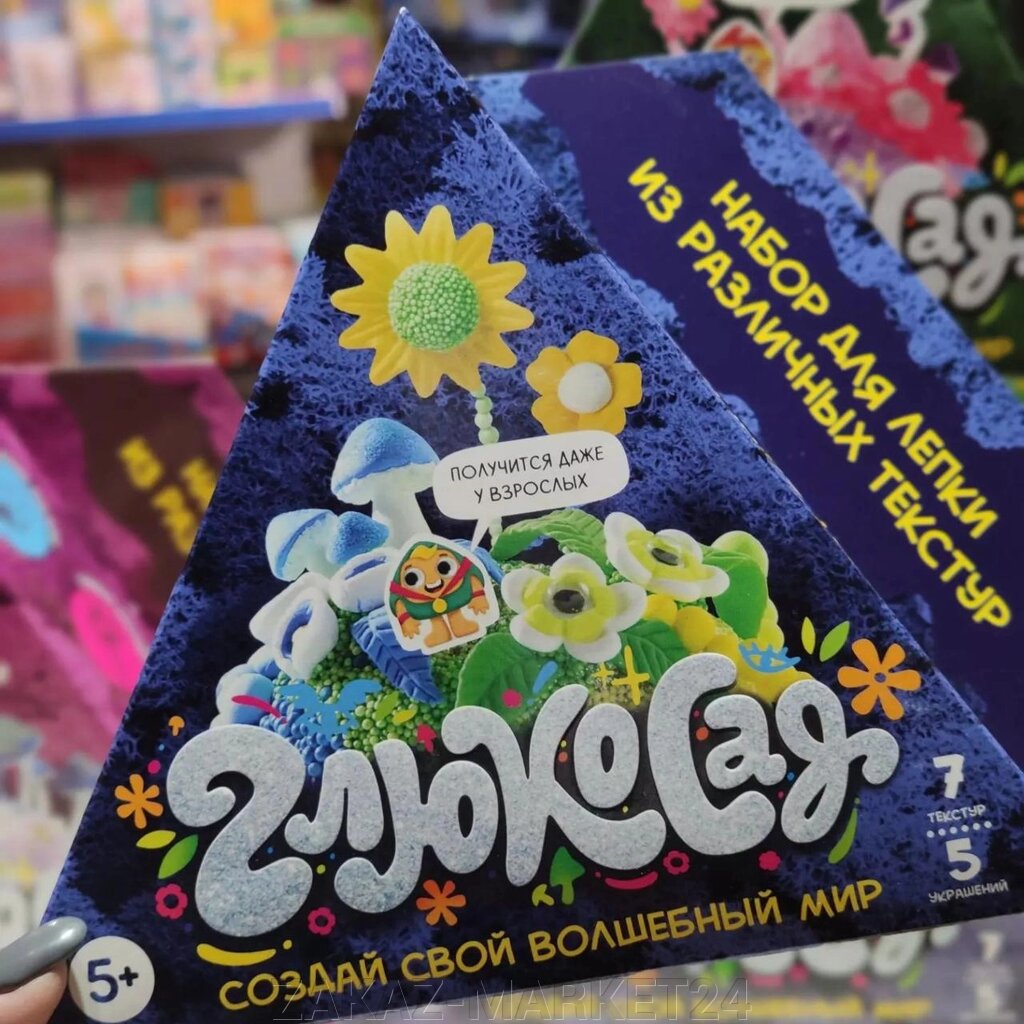 НАБОР ДЛЯ ЛЕПКИ
ИЗ РАЗЛИЧНЫХ ТЕКСТУР
Сад
ПОЛУЧИТСЯ ДАЖЕ
У ВЗРОСЛЫХ
ГлюкоСад
7
ТЕКСТУР
5
УКРАШЕНИЙ
СОЗДАЙ СВОЙ ВОЛШЕБНЫЙ МИР
5+
ZAKAZ-MARKET24